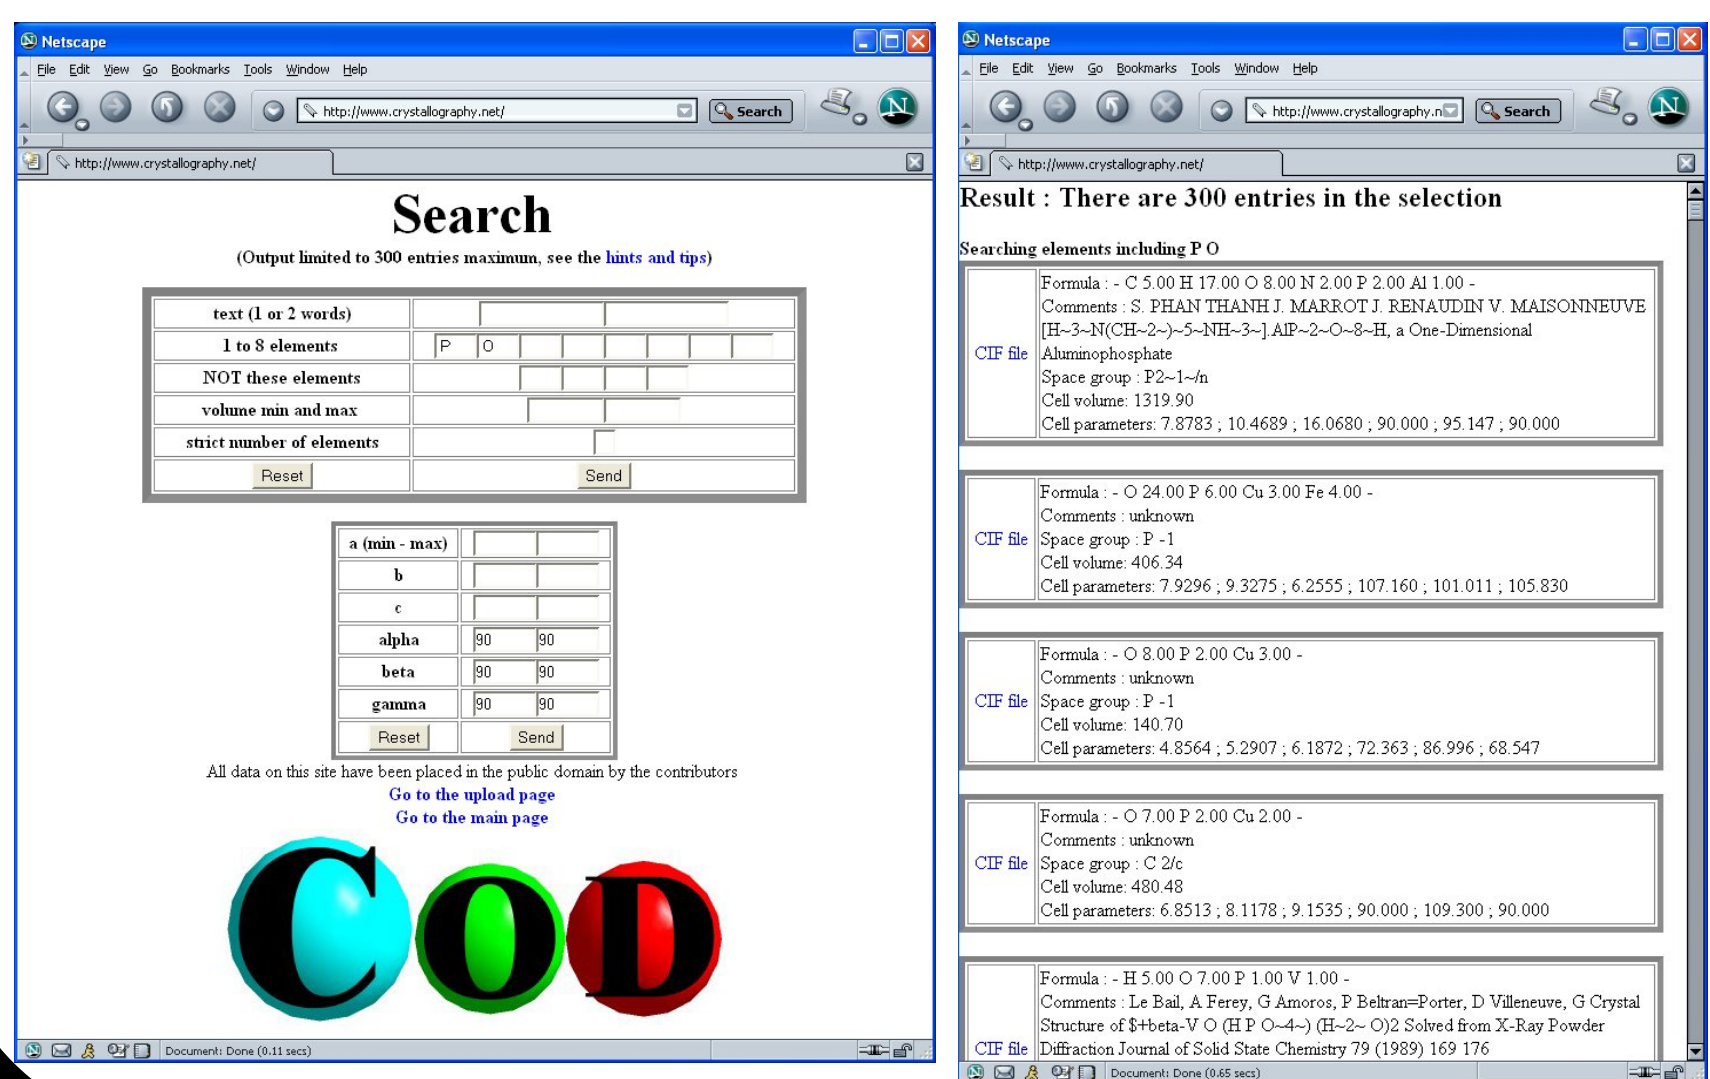 Netscape
File Edit View Go Bookmarks Tools Window Help
http://www.crystallography.net/ Search
http://www.crystallography.net/
Search
(Output limited to 300 entries maximum, see the hints and tips)
text (1 or 2 words)
1 to 8 elements P O
NOT these elements
volume min and max
strict number of elements
Reset Send
a (min - max)
b
c
alpha 90 90
beta 90 90
gamma 90 90
Reset Send
All data on this site have been placed in the public domain by the contributors
Go to the upload page
Go to the main page
COD
Document: Done (0.11 secs)
Netscape
File Edit View Go Bookmarks Tools Window Help
http://www.crystallography.n Search
http://www.crystallography.net/
Result : There are 300 entries in the selection
Searching elements including P O
Formula : - C 5.00 H 17.00 O 8.00 N 2.00 P 2.00 Al 1.00 -
Comments : S. PHAN THANH J. MARROT J. RENAUDIN V. MAISONNEUVE
[H~3~N(CH~2~)~5~NH~3~].AlP~2~O~8~H, a One-Dimensional
CIF file Aluminophosphate
Space group : P2~1~/n
Cell volume: 1319.90
Cell parameters: 7.8783 ; 10.4689 ; 16.0680 ; 90.000 ; 95.147 ; 90.000
Formula : - O 24.00 P 6.00 Cu 3.00 Fe 4.00 -
Comments : unknown
CIF file Space group : P -1
Cell volume: 406.34
Cell parameters: 7.9296 ; 9.3275 ; 6.2555 ; 107.160 ; 101.011 ; 105.830
Formula : - O 8.00 P 2.00 Cu 3.00 -
Comments : unknown
CIF file Space group : P -1
Cell volume: 140.70
Cell parameters: 4.8564 ; 5.2907 ; 6.1872 ; 72.363 ; 86.996 ; 68.547
Formula : - O 7.00 P 2.00 Cu 2.00 -
Comments : unknown
CIF file Space group : C 2/c
Cell volume: 480.48
Cell parameters: 6.8513 ; 8.1178 ; 9.1535 ; 90.000 ; 109.300 ; 90.000
Formula : - H 5.00 O 7.00 P 1.00 V 1.00 -
Comments : Le Bail, A Ferey, G Amoros, P Beltran=Porter, D Villeneuve, G Crystal
Structure of $+beta-V O (H P O~4~) (H~2~ O)2 Solved from X-Ray Powder
CIF file Diffraction Journal of Solid State Chemistry 79 (1989) 169 176
Document: Done (0.65 secs)